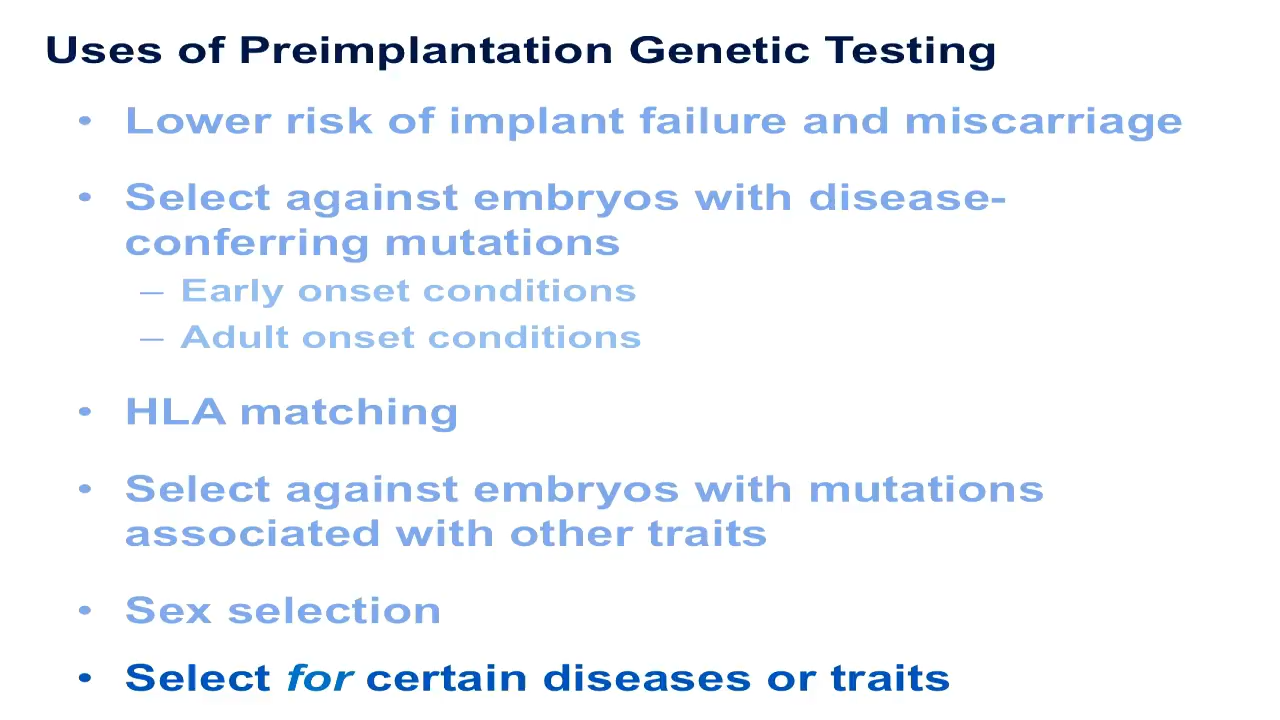 Uses of Preimplantation Genetic Testing
• Lower risk of implant failure and miscarriage
• Select against embryos with disease-
conferring mutations
– Early onset conditions
– Adult onset conditions
• HLA matching
• Select against embryos with mutations
associated with other traits
• Sex selection
• Select for certain diseases or traits